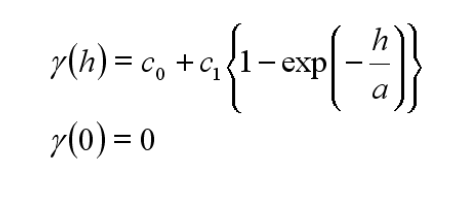 γ(h) = c₀ + c₁{1 − exp(−h/a)}
γ(0) = 0